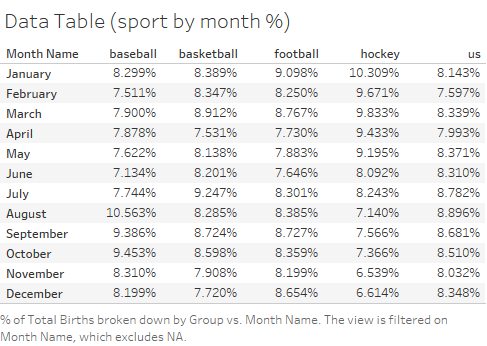 Data Table (sport by month %)
Month Name baseball basketball football hockey us
January 8.299% 8.389% 9.098% 10.309% 8.143%
February 7.511% 8.347% 8.250% 9.671% 7.597%
March 7.900% 8.912% 8.767% 9.833% 8.339%
April 7.878% 7.531% 7.730% 9.433% 7.993%
May 7.622% 8.138% 7.883% 9.195% 8.371%
June 7.134% 8.201% 7.646% 8.092% 8.310%
July 7.744% 9.247% 8.301% 8.243% 8.782%
August 10.563% 8.285% 8.385% 7.140% 8.896%
September 9.386% 8.724% 8.727% 7.566% 8.681%
October 9.453% 8.598% 8.359% 7.366% 8.510%
November 8.310% 7.908% 8.199% 6.539% 8.032%
December 8.199% 7.720% 8.654% 6.614% 8.348%
% of Total Births broken down by Group vs. Month Name. The view is filtered on
Month Name, which excludes NA.